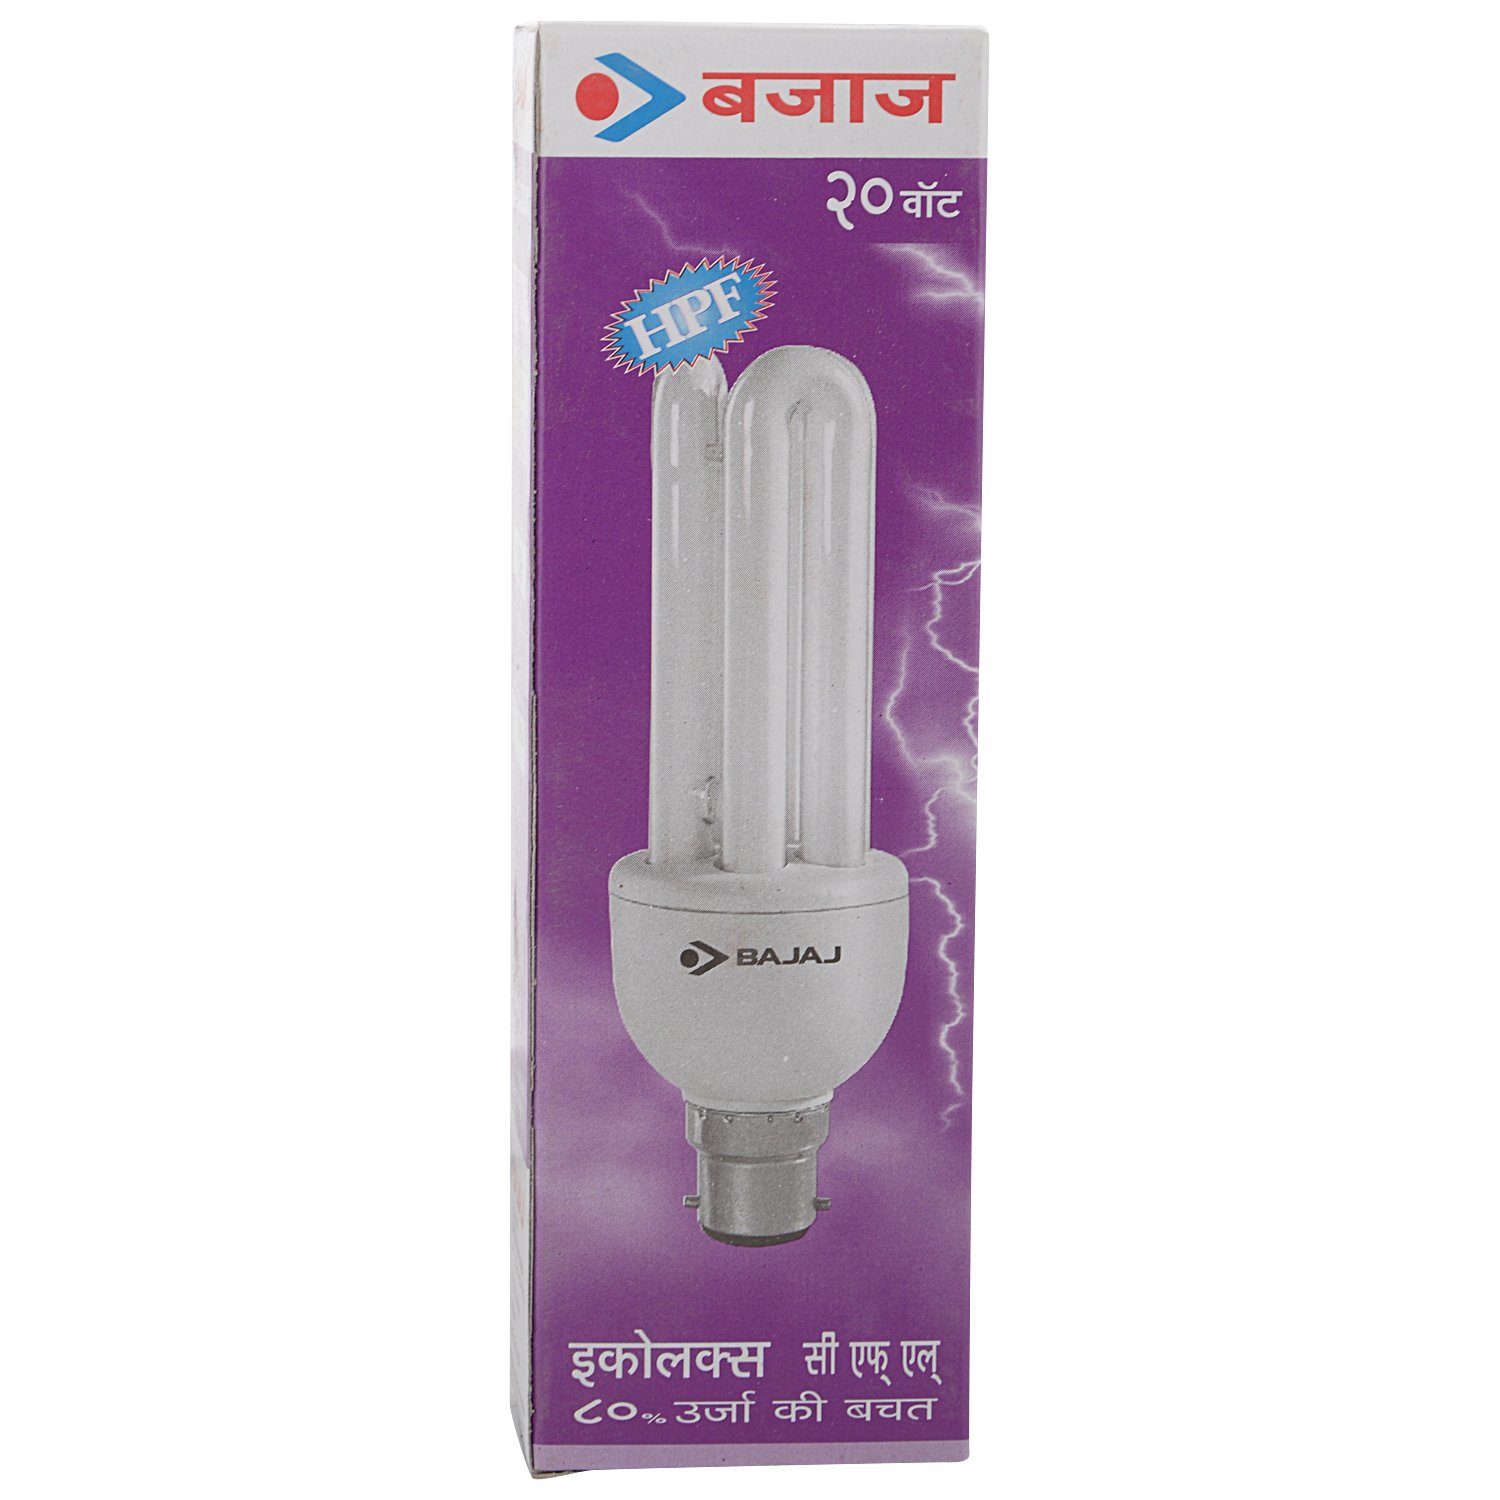 बजाज
२० वॉट
HPF
BAJAJ
इकोलक्स सी एफ् एल्
८०% उर्जा की बचत